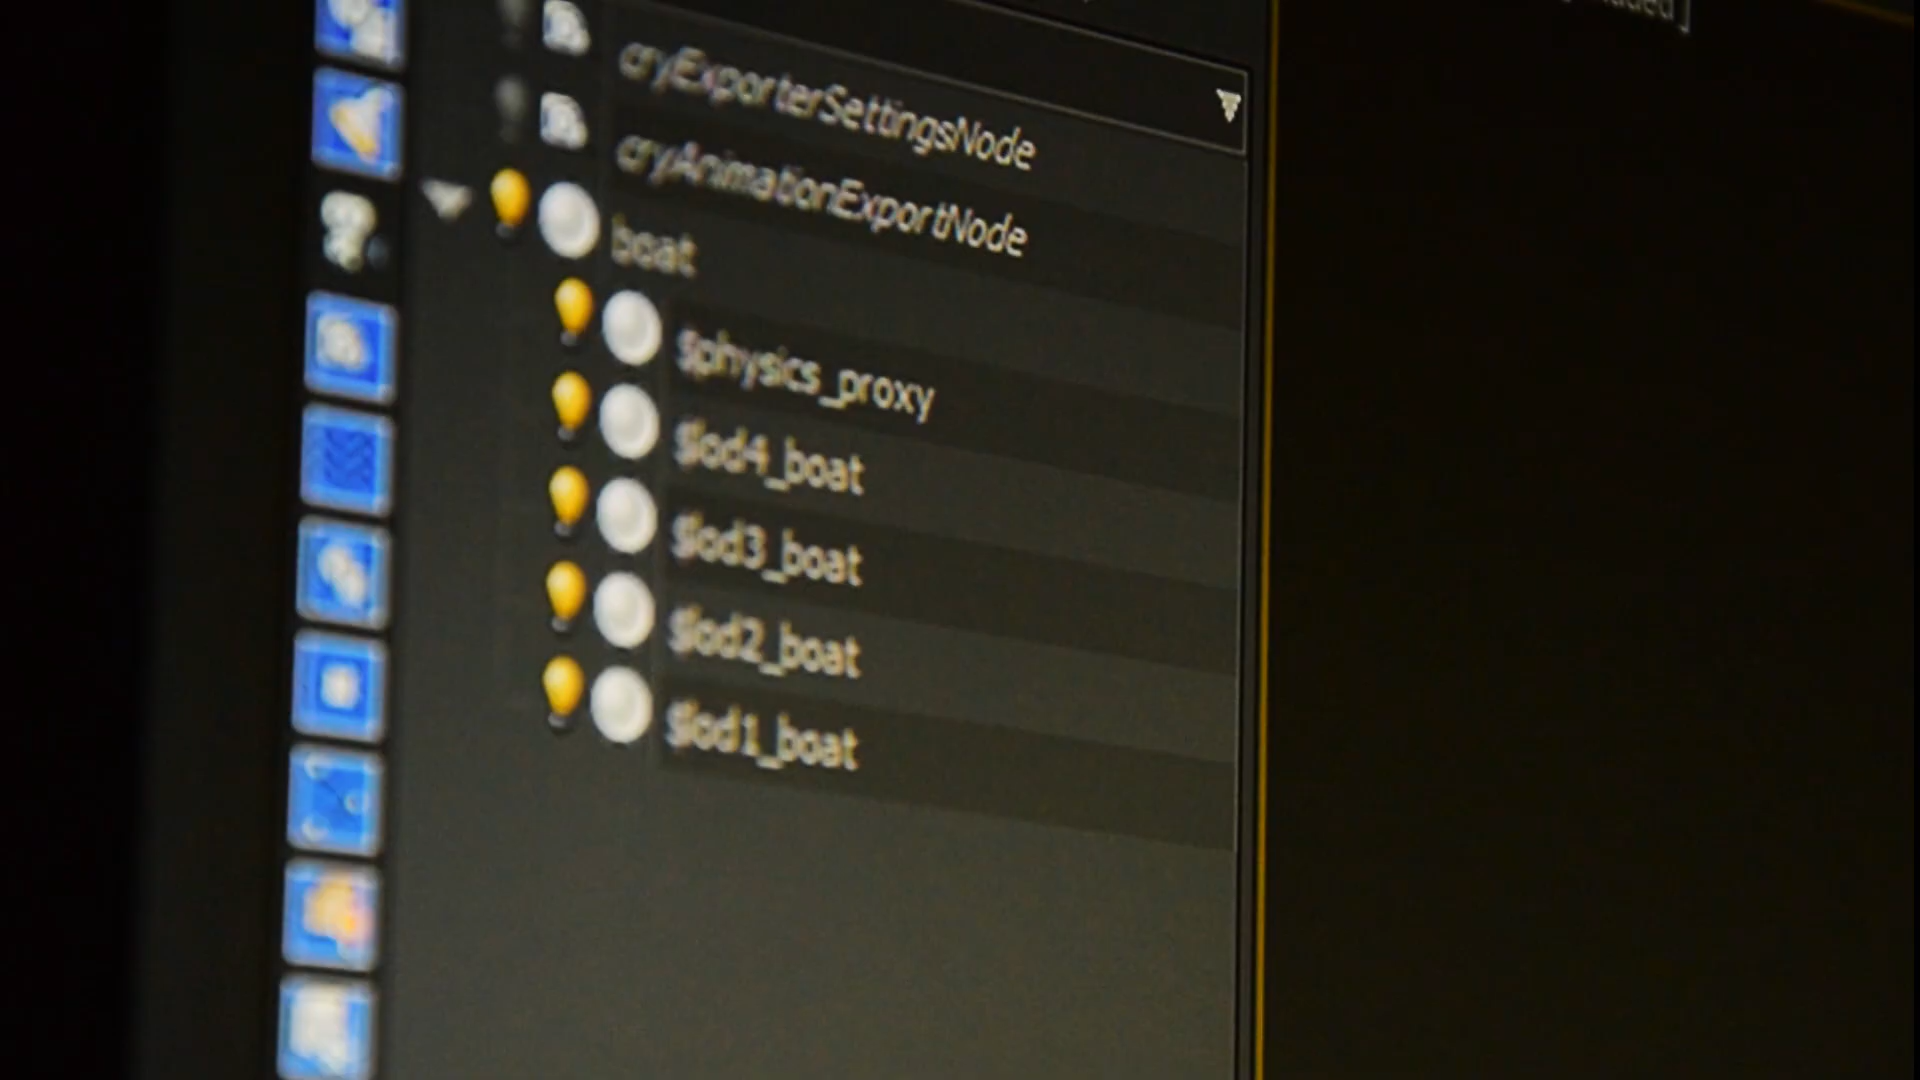 cryExporterSettingsNode
cryAnimationExportNode
boat
$physics_proxy
$lod4_boat
$lod3_boat
$lod2_boat
$lod1_boat